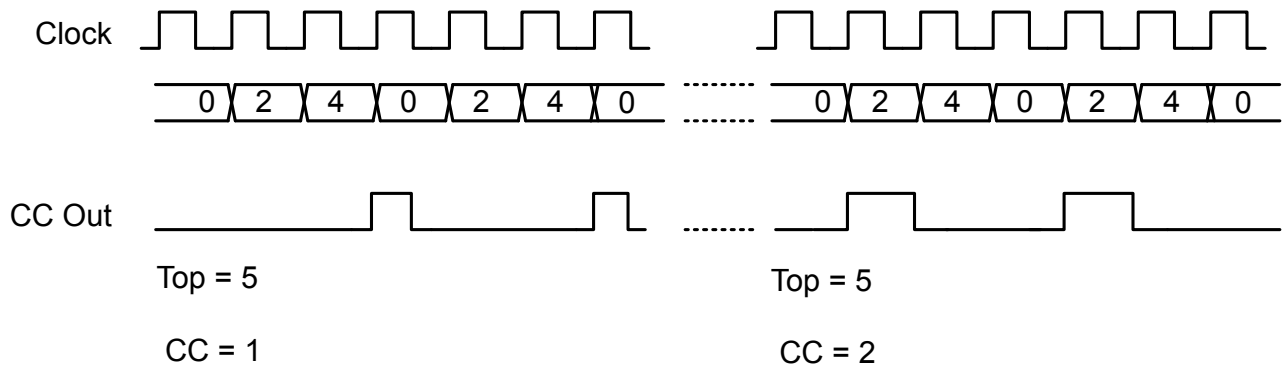 Clock
0 2 4 0 2 4 0 0 2 4 0 2 4 0
CC Out
Top = 5 Top = 5
CC = 1 CC = 2